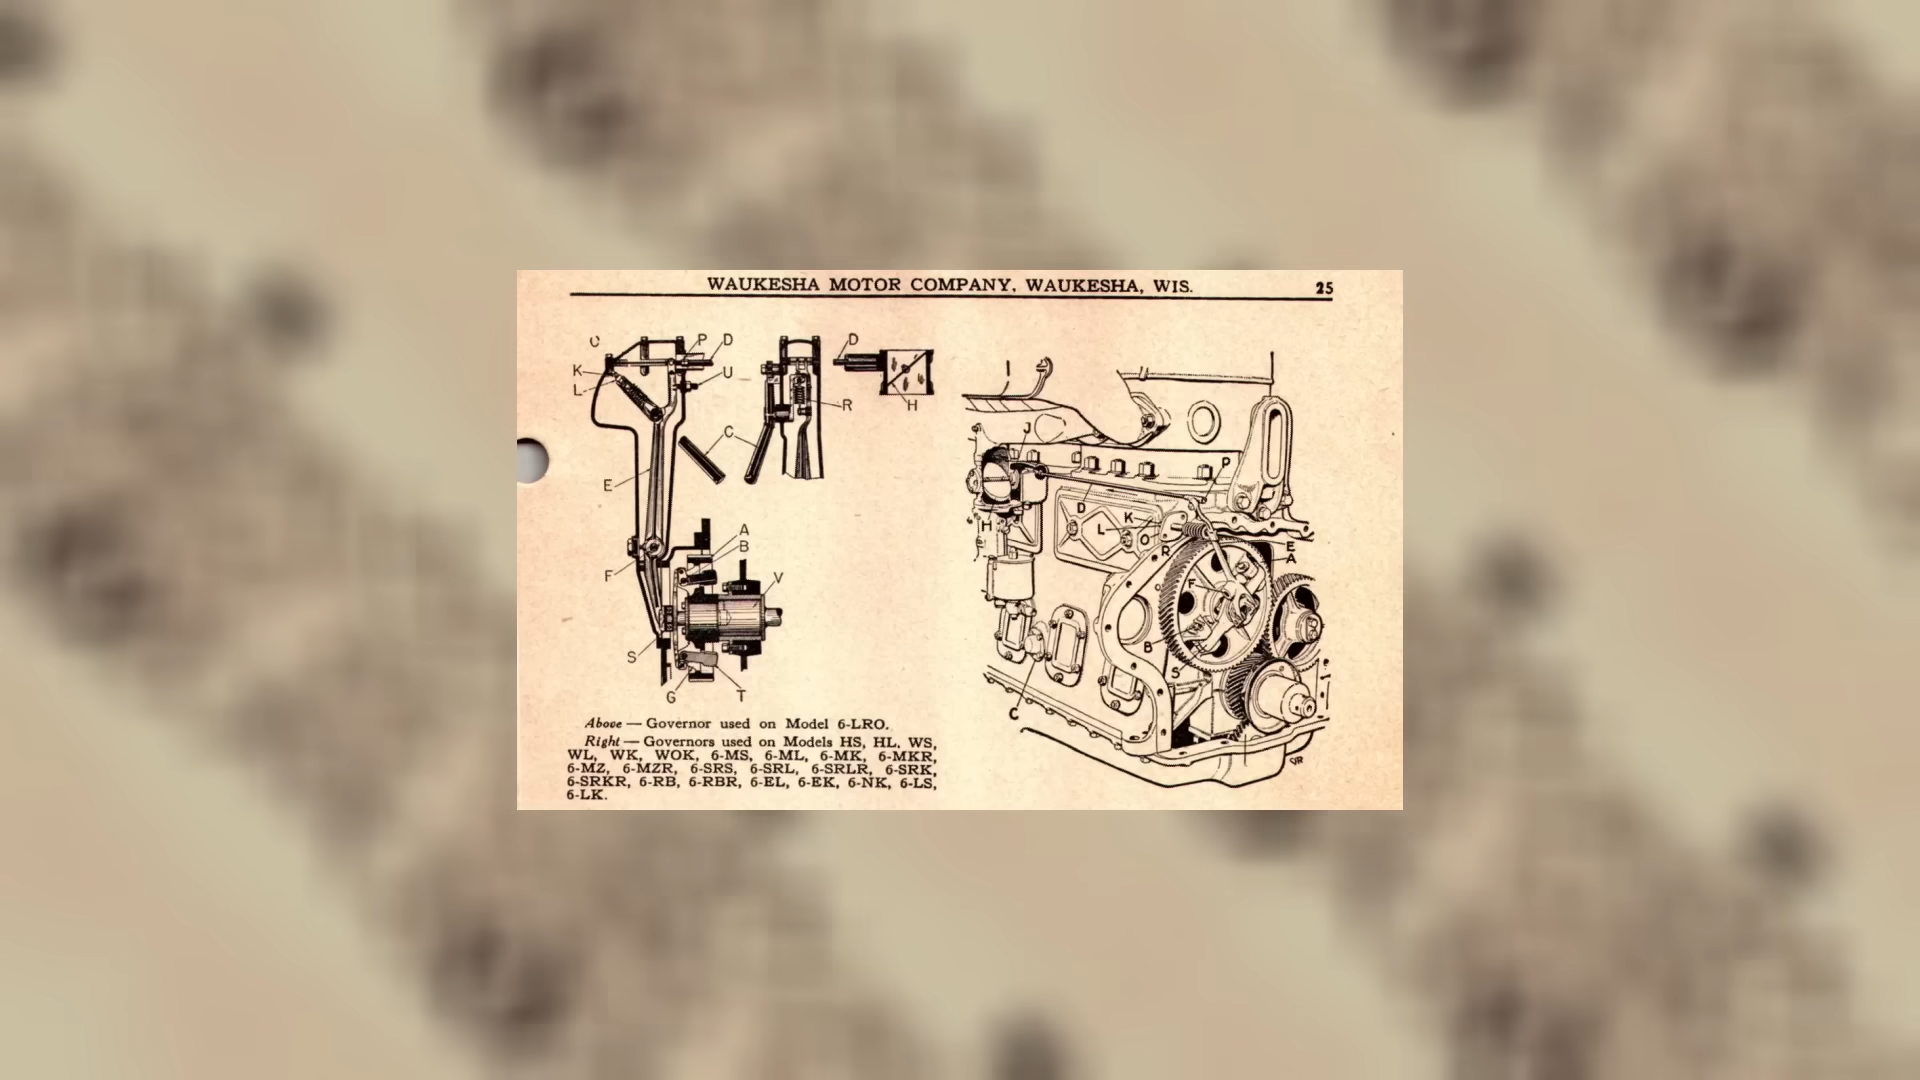 WAUKESHA MOTOR COMPANY, WAUKESHA, WIS. 25
O P D D
K
L U
R H
C
E
A
B
F V
S
G T
J
P
H D K
L O
R E
A
F
B
S
C
Above — Governor used on Model 6-LRO.
Right — Governors used on Models HS, HL, WS,
WL, WK, WOK, 6-MS, 6-ML, 6-MK, 6-MKR,
6-MZ, 6-MZR, 6-SRS, 6-SRL, 6-SRLR, 6-SRK,
6-SRKR, 6-RB, 6-RBR, 6-EL, 6-EK, 6-NK, 6-LS,
6-LK.